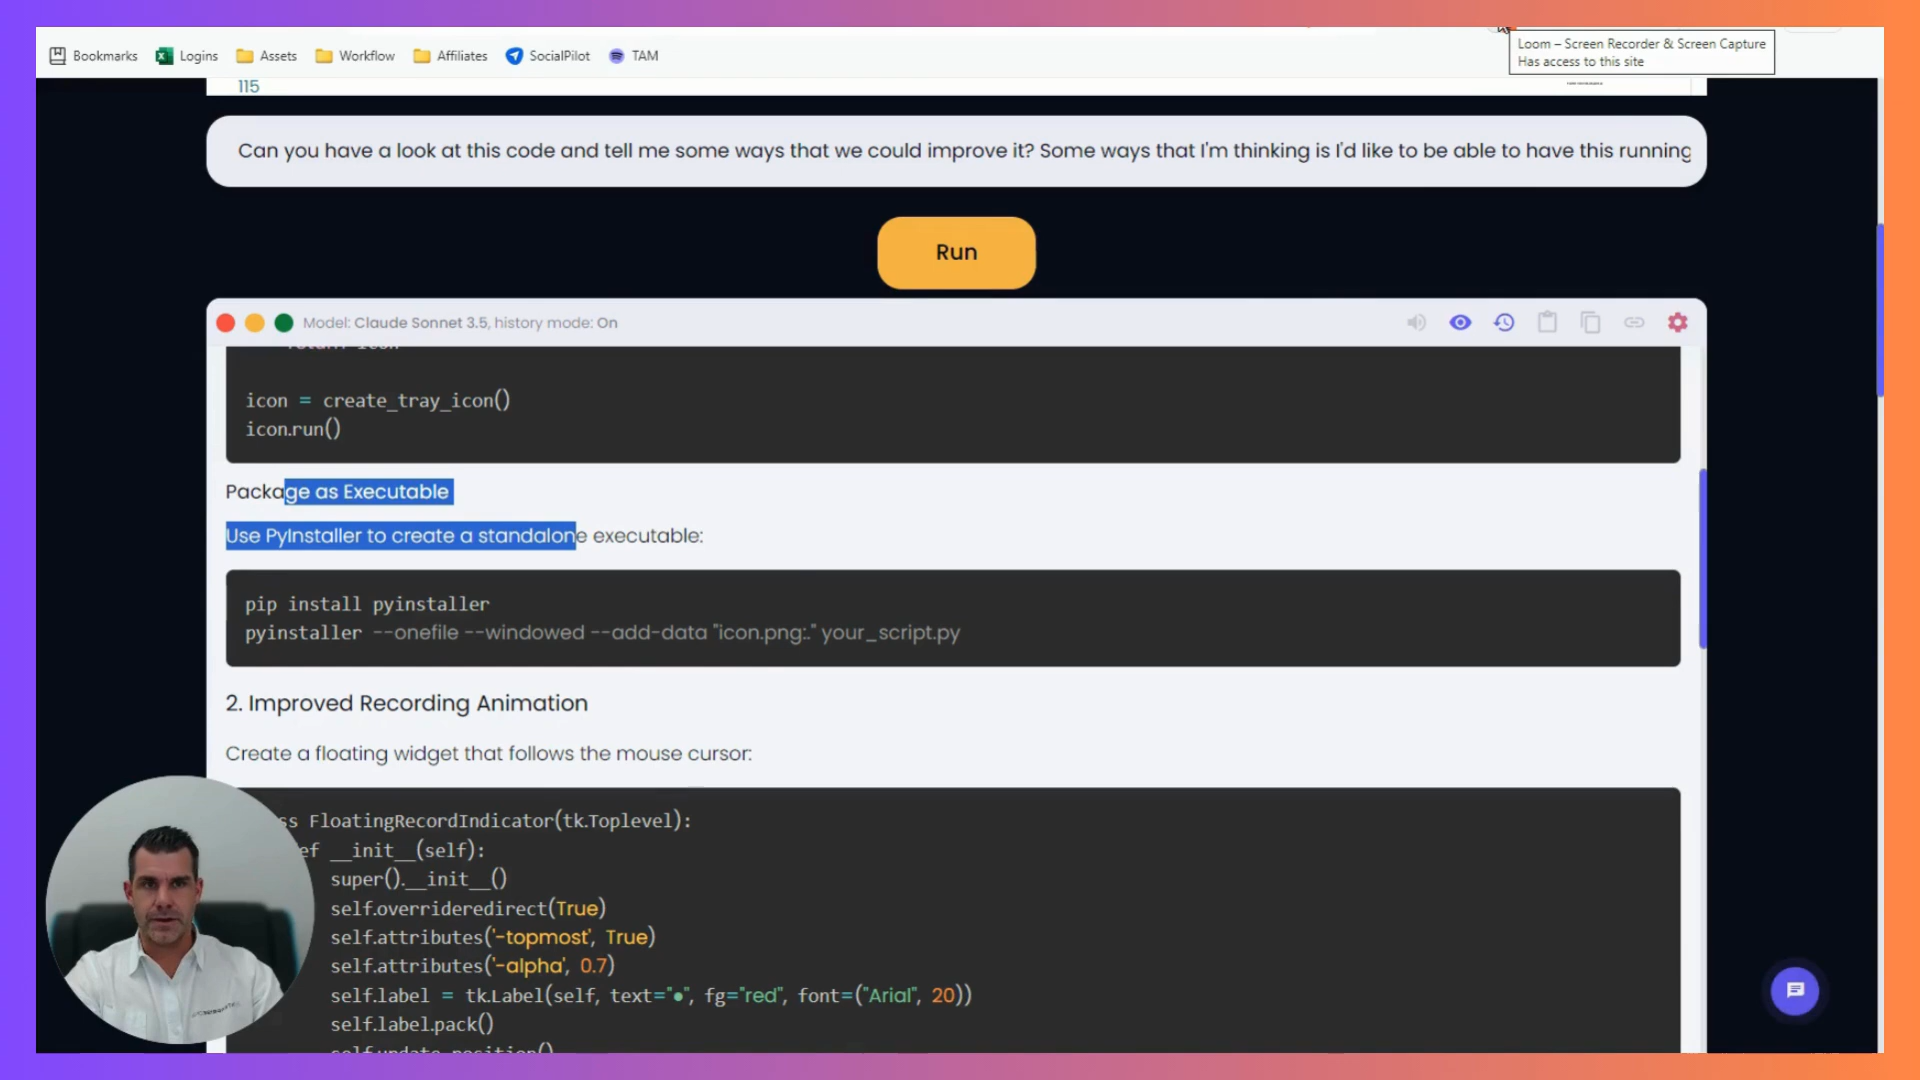 Bookmarks Logins Assets Workflow Affiliates SocialPilot TAM
Loom – Screen Recorder & Screen Capture
Has access to this site
115
Can you have a look at this code and tell me some ways that we could improve it? Some ways that I'm thinking is I'd like to be able to have this running
Run
Model: Claude Sonnet 3.5, history mode: On
return icon
icon = create_tray_icon()
icon.run()
Package as Executable
Use PyInstaller to create a standalone executable:
pip install pyinstaller
pyinstaller --onefile --windowed --add-data "icon.png:." your_script.py
2. Improved Recording Animation
Create a floating widget that follows the mouse cursor:
ss FloatingRecordIndicator(tk.Toplevel):
ef __init__(self):
super().__init__()
self.overrideredirect(True)
self.attributes('-topmost', True)
self.attributes('-alpha', 0.7)
self.label = tk.Label(self, text="●", fg="red", font=("Arial", 20))
self.label.pack()
self.update_position()